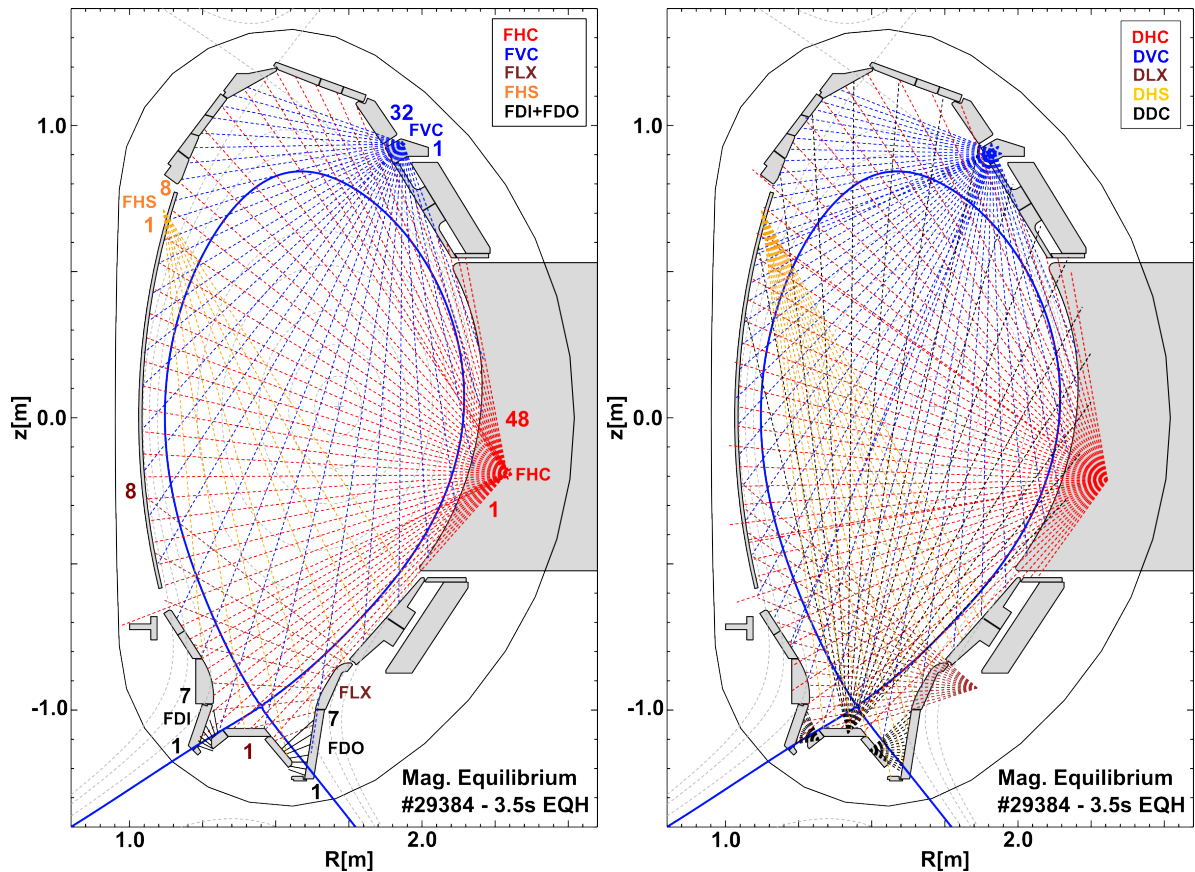 FHC
FVC
FLX
FHS
FDI+FDO
1.0
0.0
-1.0
z[m]
32
FVC
1
8
FHS
1
48
FHC
1
8
7
FDI
1
1
FLX
7
FDO
1
Mag. Equilibrium
#29384 - 3.5s EQH
1.0
2.0
R[m]
DHC
DVC
DLX
DHS
DDC
1.0
0.0
-1.0
z[m]
Mag. Equilibrium
#29384 - 3.5s EQH
1.0
2.0
R[m]